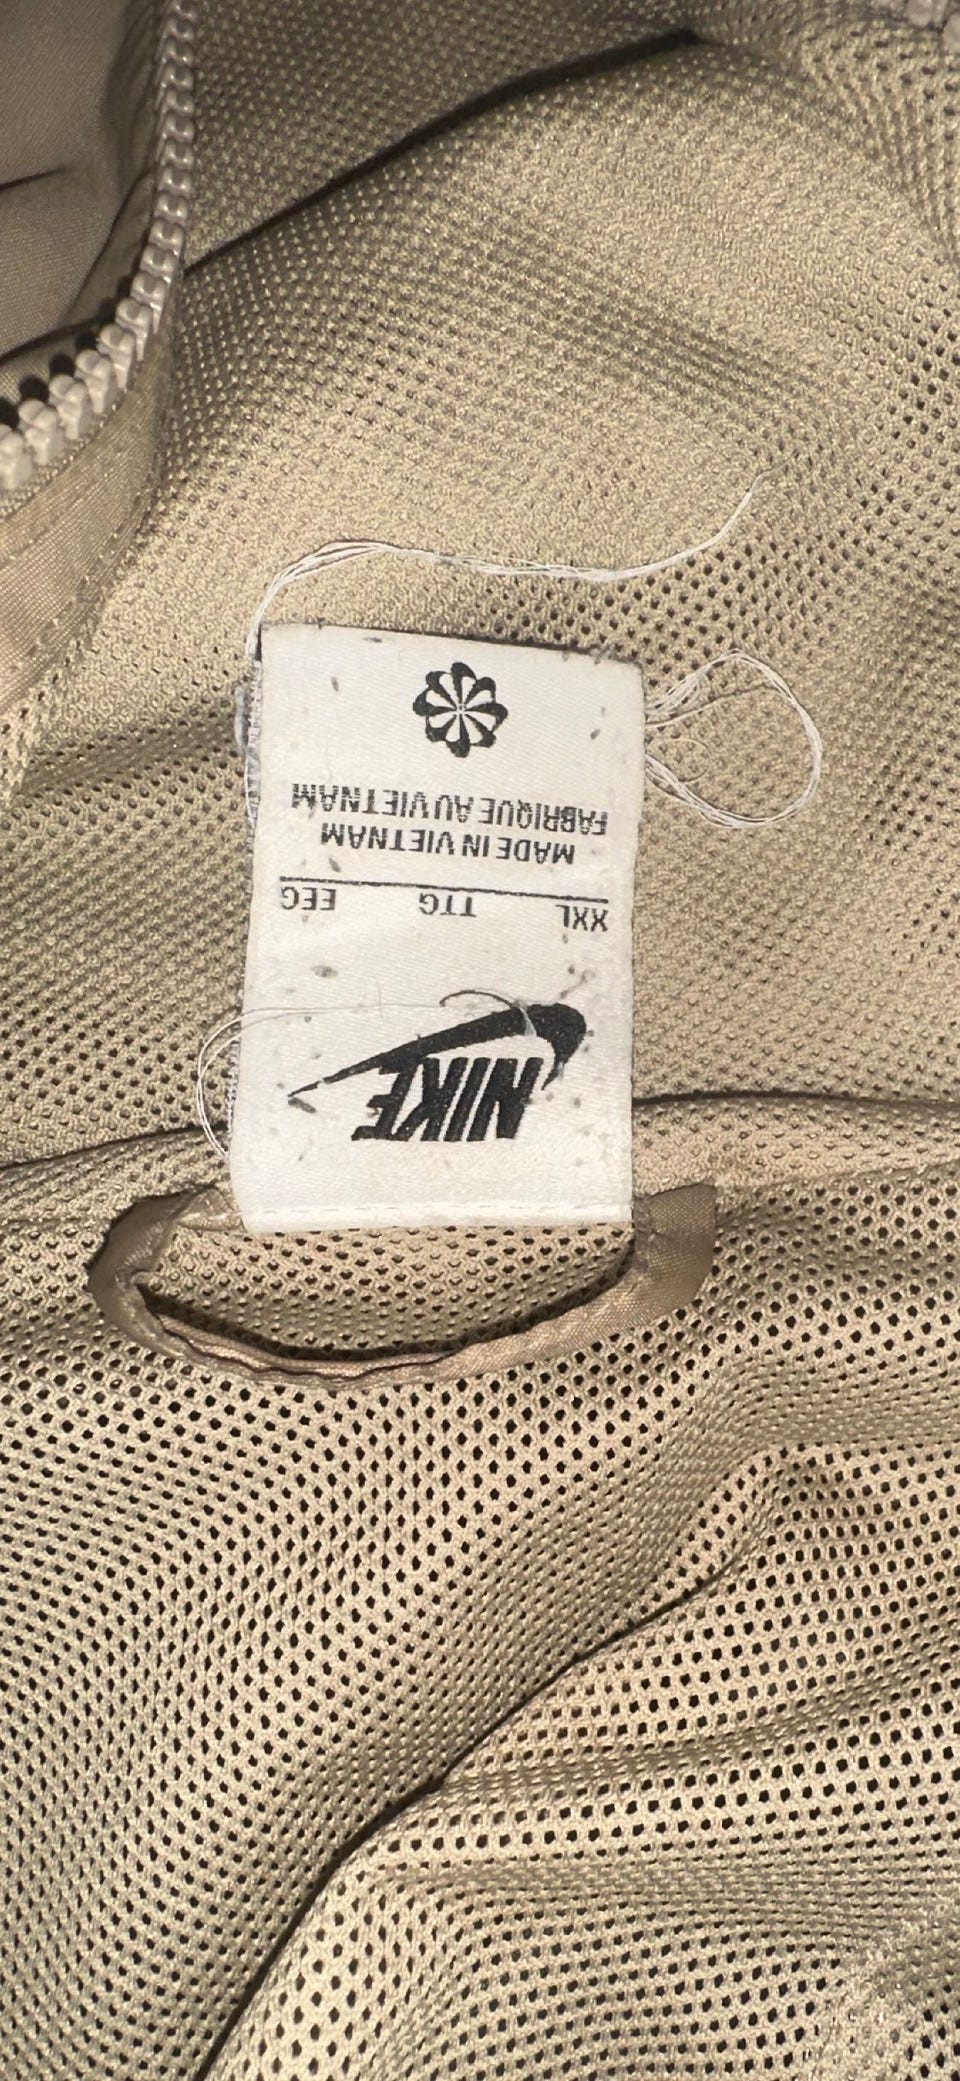 NIKE
XXL TTG EEG
MADE IN VIETNAM
FABRIQUE AU VIETNAM